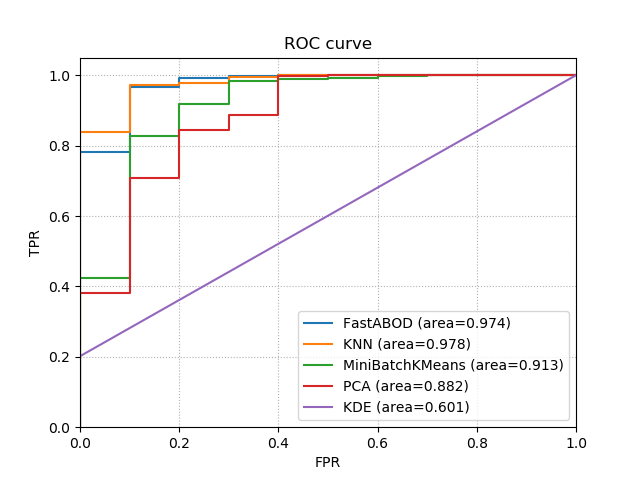 ROC curve
TPR
1.0
0.8
0.6
0.4
0.2
0.0
FastABOD (area=0.974)
KNN (area=0.978)
MiniBatchKMeans (area=0.913)
PCA (area=0.882)
KDE (area=0.601)
0.0 0.2 0.4 0.6 0.8 1.0
FPR